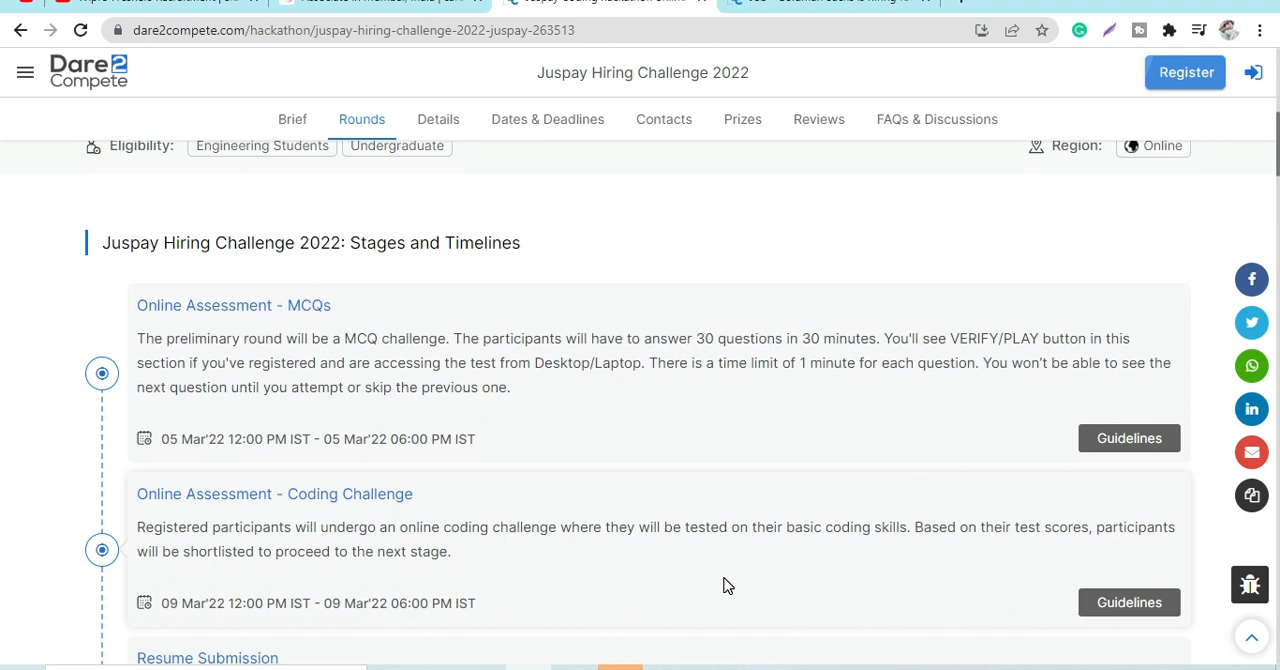 dare2compete.com/hackathon/juspay-hiring-challenge-2022-juspay-263513
Dare2
Compete
Juspay Hiring Challenge 2022
Register
Brief
Rounds
Details
Dates & Deadlines
Contacts
Prizes
Reviews
FAQs & Discussions
Eligibility:
Engineering Students
Undergraduate
Region:
Online
Juspay Hiring Challenge 2022: Stages and Timelines
Online Assessment - MCQs
The preliminary round will be a MCQ challenge. The participants will have to answer 30 questions in 30 minutes. You'll see VERIFY/PLAY button in this
section if you've registered and are accessing the test from Desktop/Laptop. There is a time limit of 1 minute for each question. You won’t be able to see the
next question until you attempt or skip the previous one.
05 Mar'22 12:00 PM IST - 05 Mar'22 06:00 PM IST
Guidelines
Online Assessment - Coding Challenge
Registered participants will undergo an online coding challenge where they will be tested on their basic coding skills. Based on their test scores, participants
will be shortlisted to proceed to the next stage.
09 Mar'22 12:00 PM IST - 09 Mar'22 06:00 PM IST
Guidelines
Resume Submission